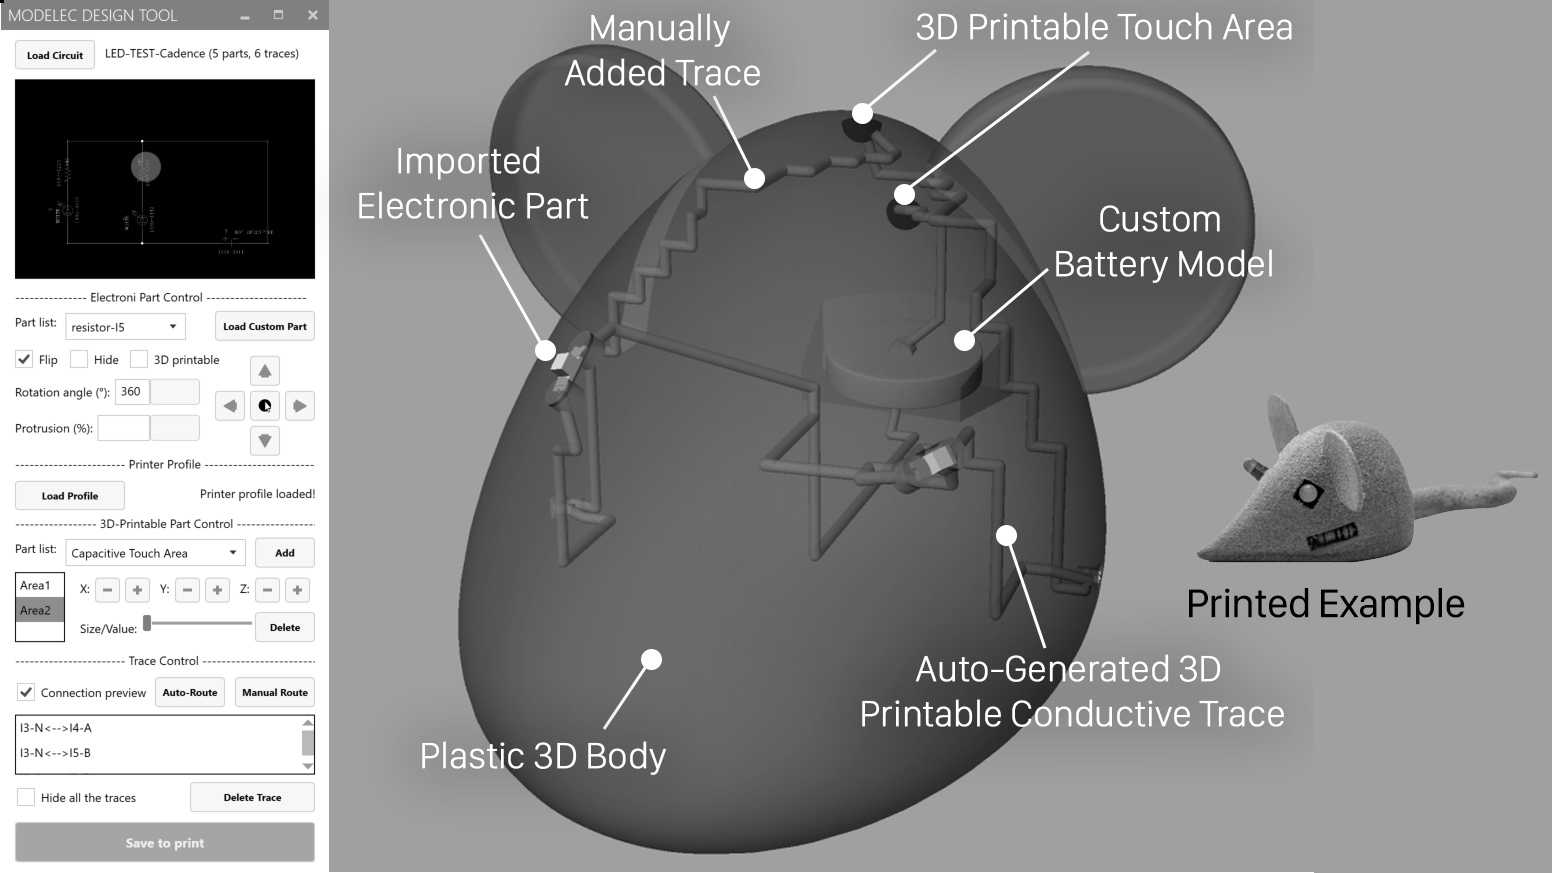 MODELEC DESIGN TOOL
Load Circuit
LED-TEST-Cadence (5 parts, 6 traces)
Electroni Part Control
Part list:
resistor-I5
Load Custom Part
Flip
Hide
3D printable
Rotation angle (°):
360
Protrusion (%):
Printer Profile
Load Profile
Printer profile loaded!
3D-Printable Part Control
Part list:
Capacitive Touch Area
Add
Area1
Area2
X:
Y:
Z:
Size/Value:
Delete
Trace Control
Connection preview
Auto-Route
Manual Route
I3-N<-->I4-A
I3-N<-->I5-B
Hide all the traces
Delete Trace
Save to print
Manually
Added Trace
3D Printable Touch Area
Imported
Electronic Part
Custom
Battery Model
Printed Example
Auto-Generated 3D
Printable Conductive Trace
Plastic 3D Body